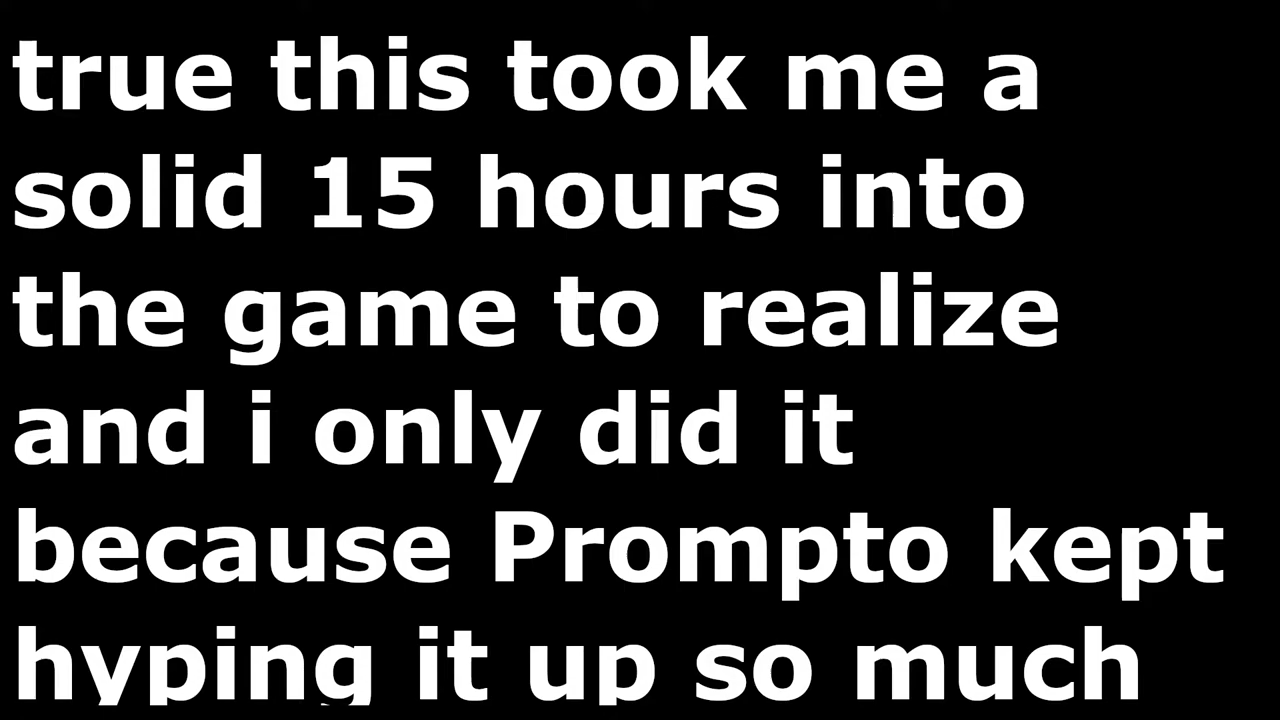 true this took me a
solid 15 hours into
the game to realize
and i only did it
because Prompto kept
hyping it up so much